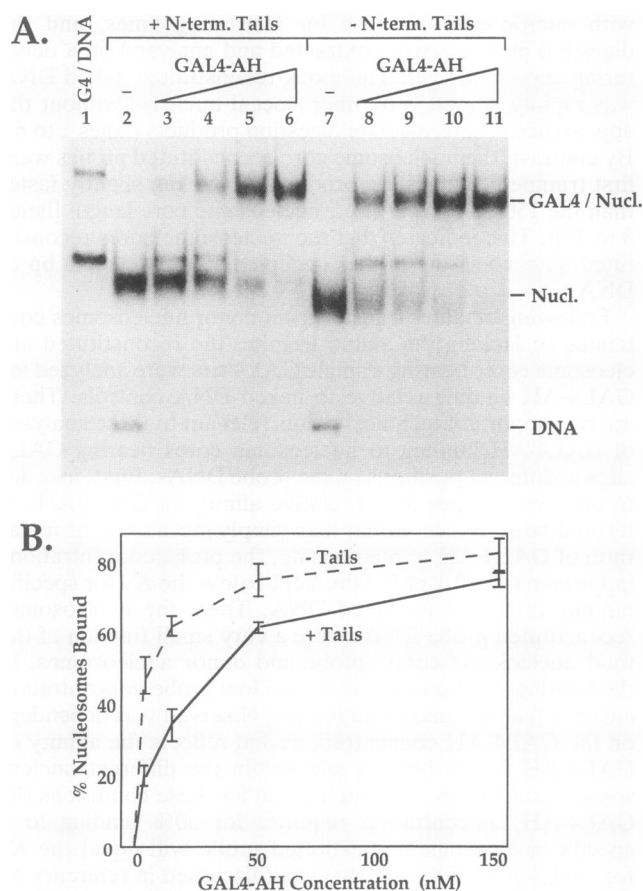 A.
+ N-term. Tails
- N-term. Tails
G4 / DNA
GAL4-AH
GAL4-AH
– –
1 2 3 4 5 6 7 8 9 10 11
GAL4 / Nucl.
Nucl.
DNA
B.
% Nucleosomes Bound
80
60
40
20
0
- Tails
+ Tails
0 50 100 150
GAL4-AH Concentration (nM)